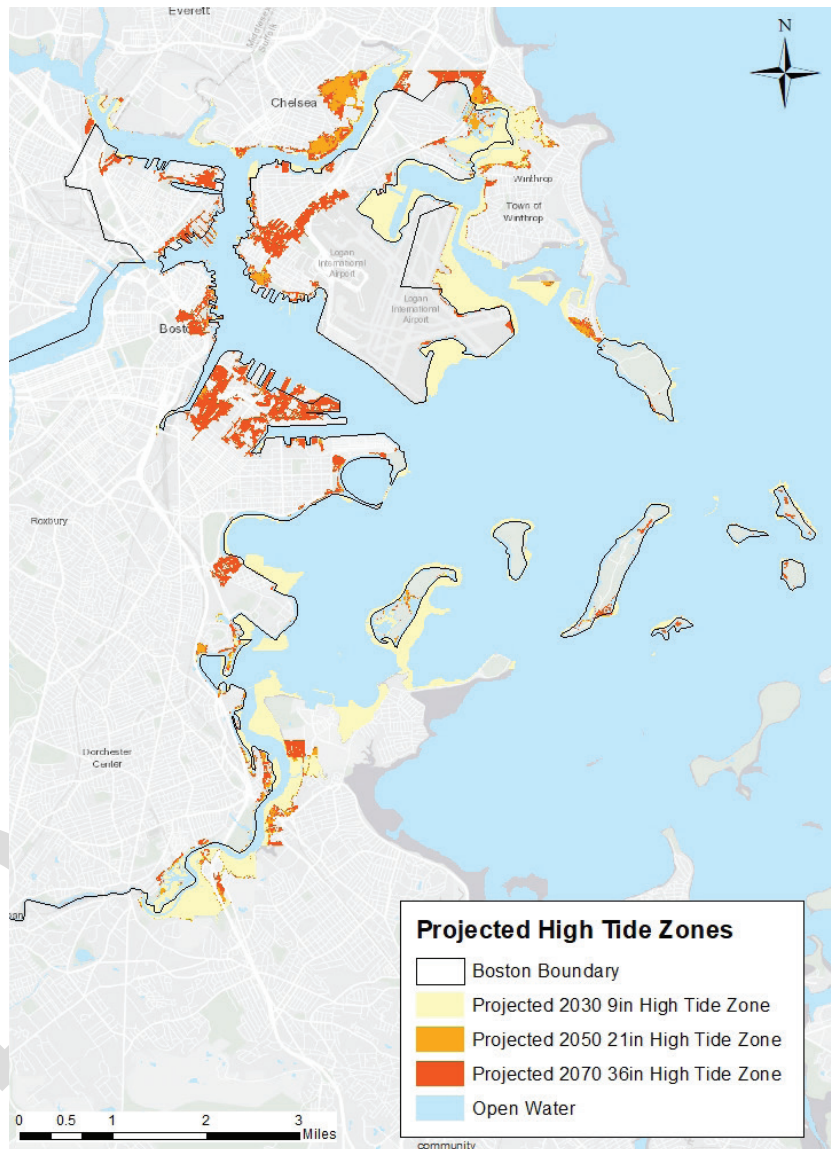 Everett
Middlesex
Suffolk
N
Chelsea
Winthrop
Town of
Winthrop
Logan
International
Airport
Logan
International
Airport
Boston
Roxbury
Dorchester
Center
Projected High Tide Zones
Boston Boundary
Projected 2030 9in High Tide Zone
Projected 2050 21in High Tide Zone
Projected 2070 36in High Tide Zone
Open Water
0 0.5 1 2 3
Miles
community